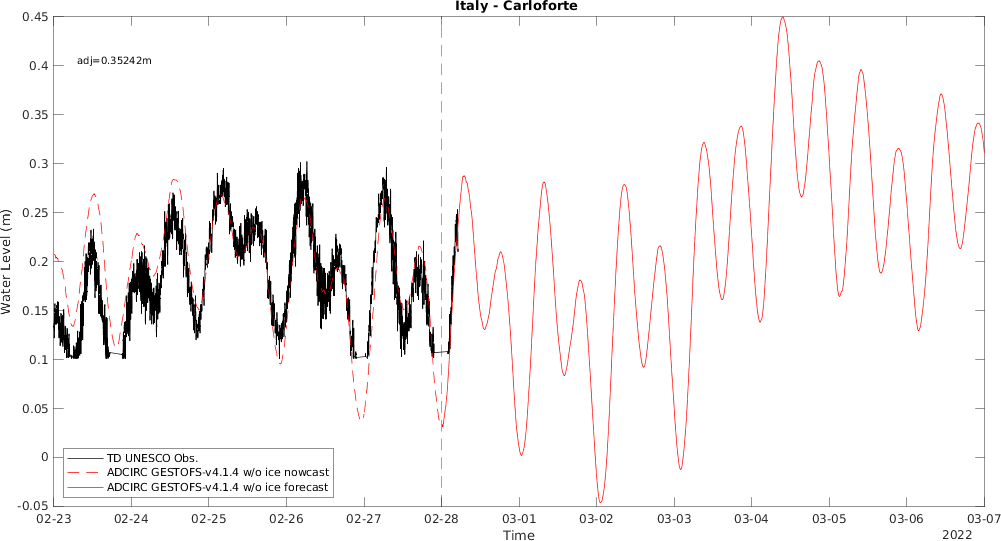 Italy - Carloforte
0.45
0.4
0.35
0.3
0.25
0.2
0.15
0.1
0.05
0
-0.05
Water Level (m)
adj=0.35242m
TD UNESCO Obs.
ADCIRC GESTOFS-v4.1.4 w/o ice nowcast
ADCIRC GESTOFS-v4.1.4 w/o ice forecast
02-23 02-24 02-25 02-26 02-27 02-28 03-01 03-02 03-03 03-04 03-05 03-06 03-07
Time
2022